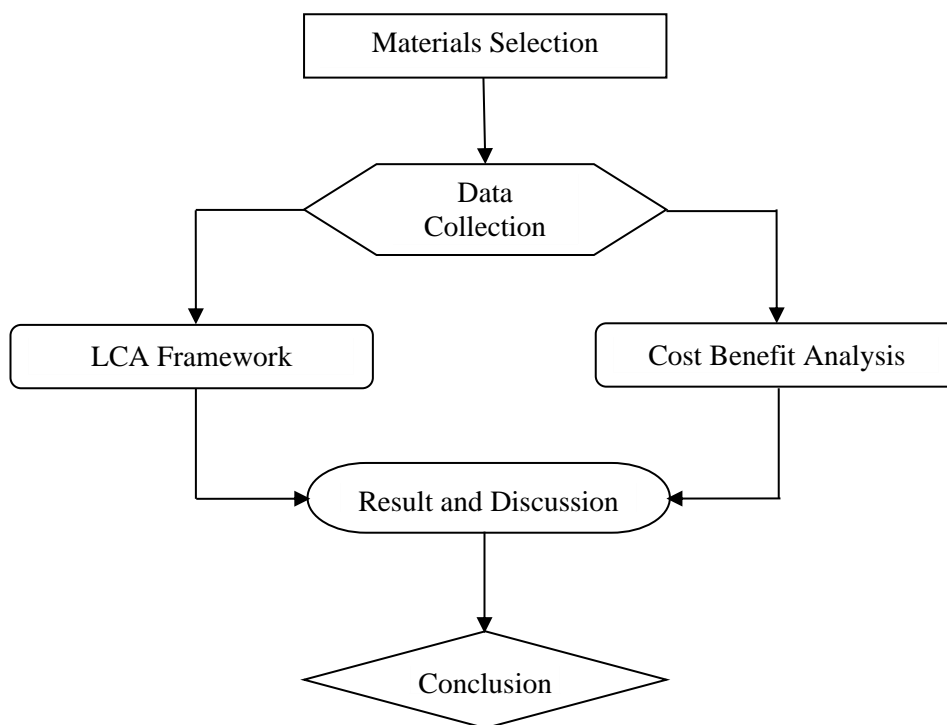 Materials Selection
Data
Collection
LCA Framework
Cost Benefit Analysis
Result and Discussion
Conclusion